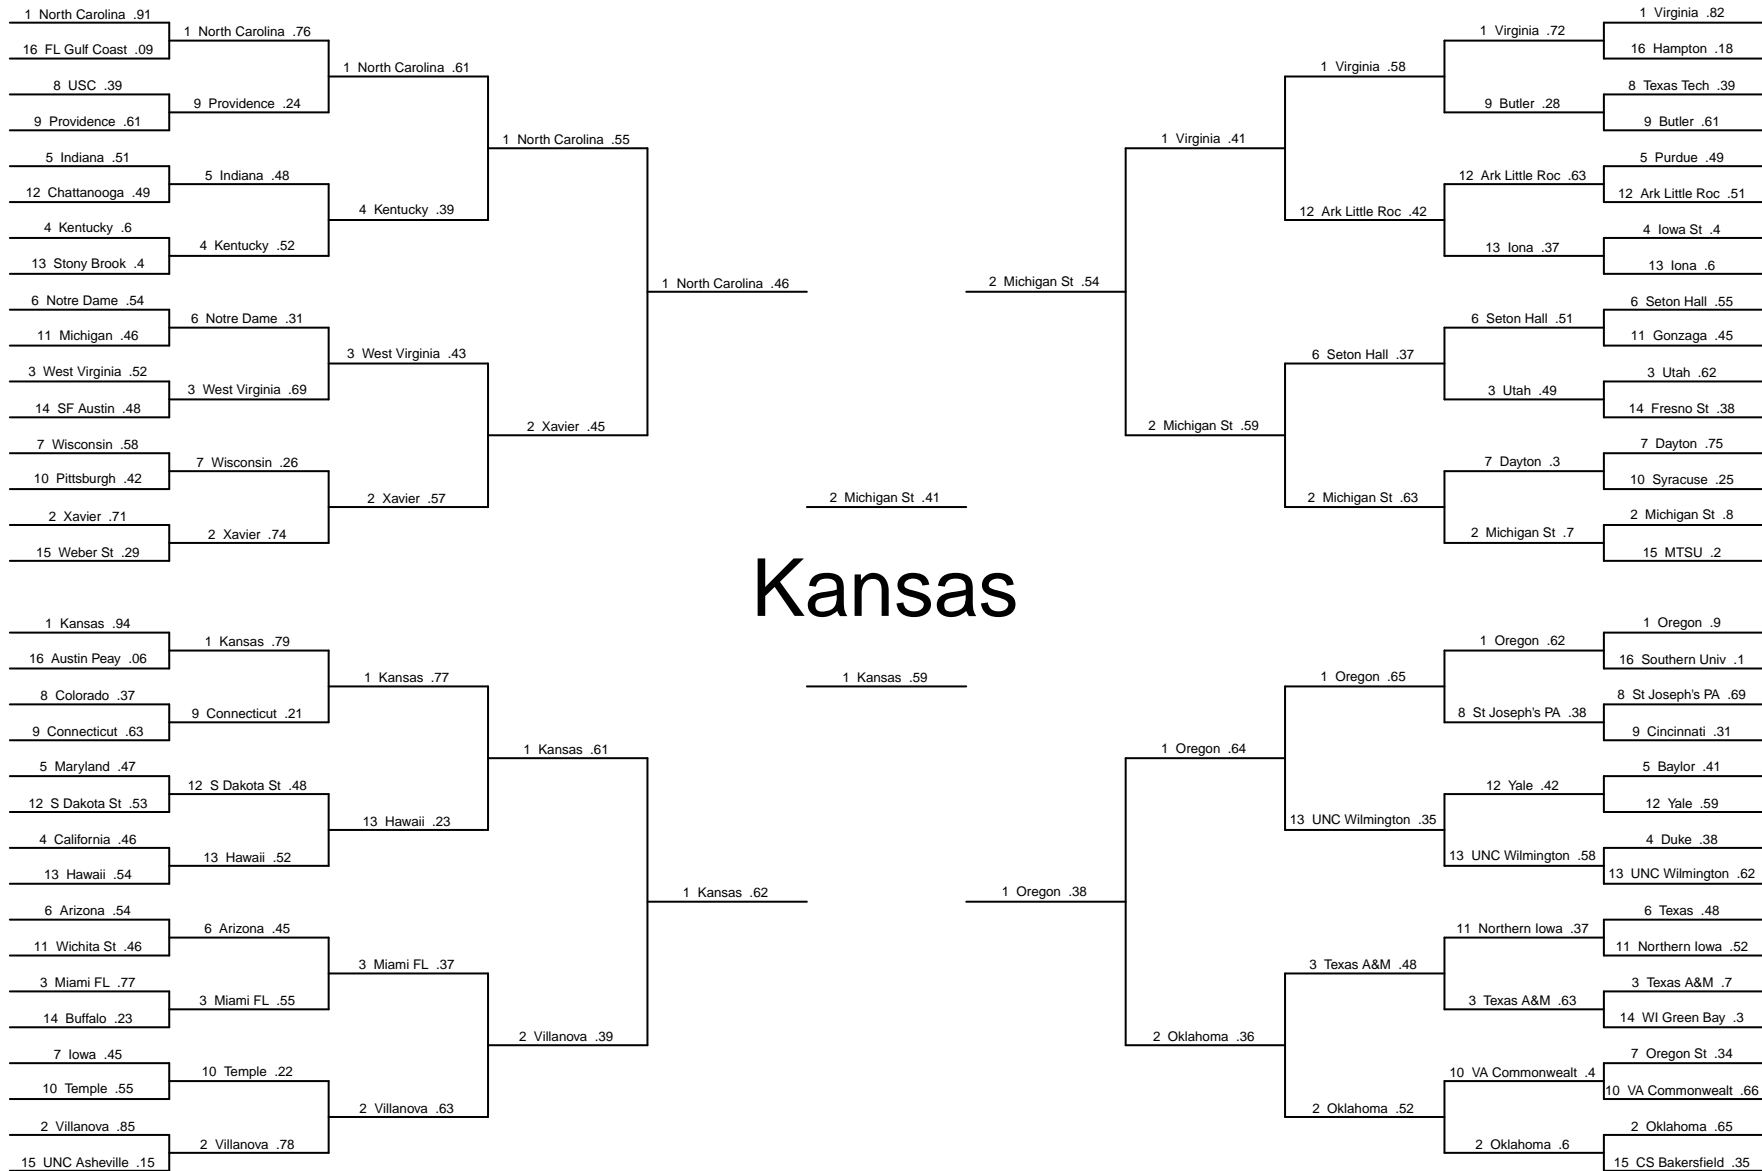 1 North Carolina .91
16 FL Gulf Coast .09
8 USC .39
9 Providence .61
5 Indiana .51
12 Chattanooga .49
4 Kentucky .6
13 Stony Brook .4
6 Notre Dame .54
11 Michigan .46
3 West Virginia .52
14 SF Austin .48
7 Wisconsin .58
10 Pittsburgh .42
2 Xavier .71
15 Weber St .29
1 North Carolina .76
9 Providence .24
5 Indiana .48
4 Kentucky .52
6 Notre Dame .31
3 West Virginia .69
7 Wisconsin .26
2 Xavier .74
1 North Carolina .61
4 Kentucky .39
3 West Virginia .43
2 Xavier .57
1 North Carolina .55
2 Xavier .45
1 North Carolina .46
2 Michigan St .41
2 Michigan St .54
1 Virginia .41
2 Michigan St .59
1 Virginia .58
12 Ark Little Roc .42
6 Seton Hall .37
2 Michigan St .63
1 Virginia .72
9 Butler .28
12 Ark Little Roc .63
13 Iona .37
6 Seton Hall .51
3 Utah .49
7 Dayton .3
2 Michigan St .7
1 Virginia .82
16 Hampton .18
8 Texas Tech .39
9 Butler .61
5 Purdue .49
12 Ark Little Roc .51
4 Iowa St .4
13 Iona .6
6 Seton Hall .55
11 Gonzaga .45
3 Utah .62
14 Fresno St .38
7 Dayton .75
10 Syracuse .25
2 Michigan St .8
15 MTSU .2
Kansas
1 Kansas .94
16 Austin Peay .06
8 Colorado .37
9 Connecticut .63
5 Maryland .47
12 S Dakota St .53
4 California .46
13 Hawaii .54
6 Arizona .54
11 Wichita St .46
3 Miami FL .77
14 Buffalo .23
7 Iowa .45
10 Temple .55
2 Villanova .85
15 UNC Asheville .15
1 Kansas .79
9 Connecticut .21
12 S Dakota St .48
13 Hawaii .52
6 Arizona .45
3 Miami FL .55
10 Temple .22
2 Villanova .78
1 Kansas .77
13 Hawaii .23
3 Miami FL .37
2 Villanova .63
1 Kansas .61
2 Villanova .39
1 Kansas .62
1 Kansas .59
1 Oregon .38
1 Oregon .64
2 Oklahoma .36
1 Oregon .65
13 UNC Wilmington .35
3 Texas A&M .48
2 Oklahoma .52
1 Oregon .62
8 St Joseph's PA .38
12 Yale .42
13 UNC Wilmington .58
11 Northern Iowa .37
3 Texas A&M .63
10 VA Commonwealt .4
2 Oklahoma .6
1 Oregon .9
16 Southern Univ .1
8 St Joseph's PA .69
9 Cincinnati .31
5 Baylor .41
12 Yale .59
4 Duke .38
13 UNC Wilmington .62
6 Texas .48
11 Northern Iowa .52
3 Texas A&M .7
14 WI Green Bay .3
7 Oregon St .34
10 VA Commonwealt .66
2 Oklahoma .65
15 CS Bakersfield .35